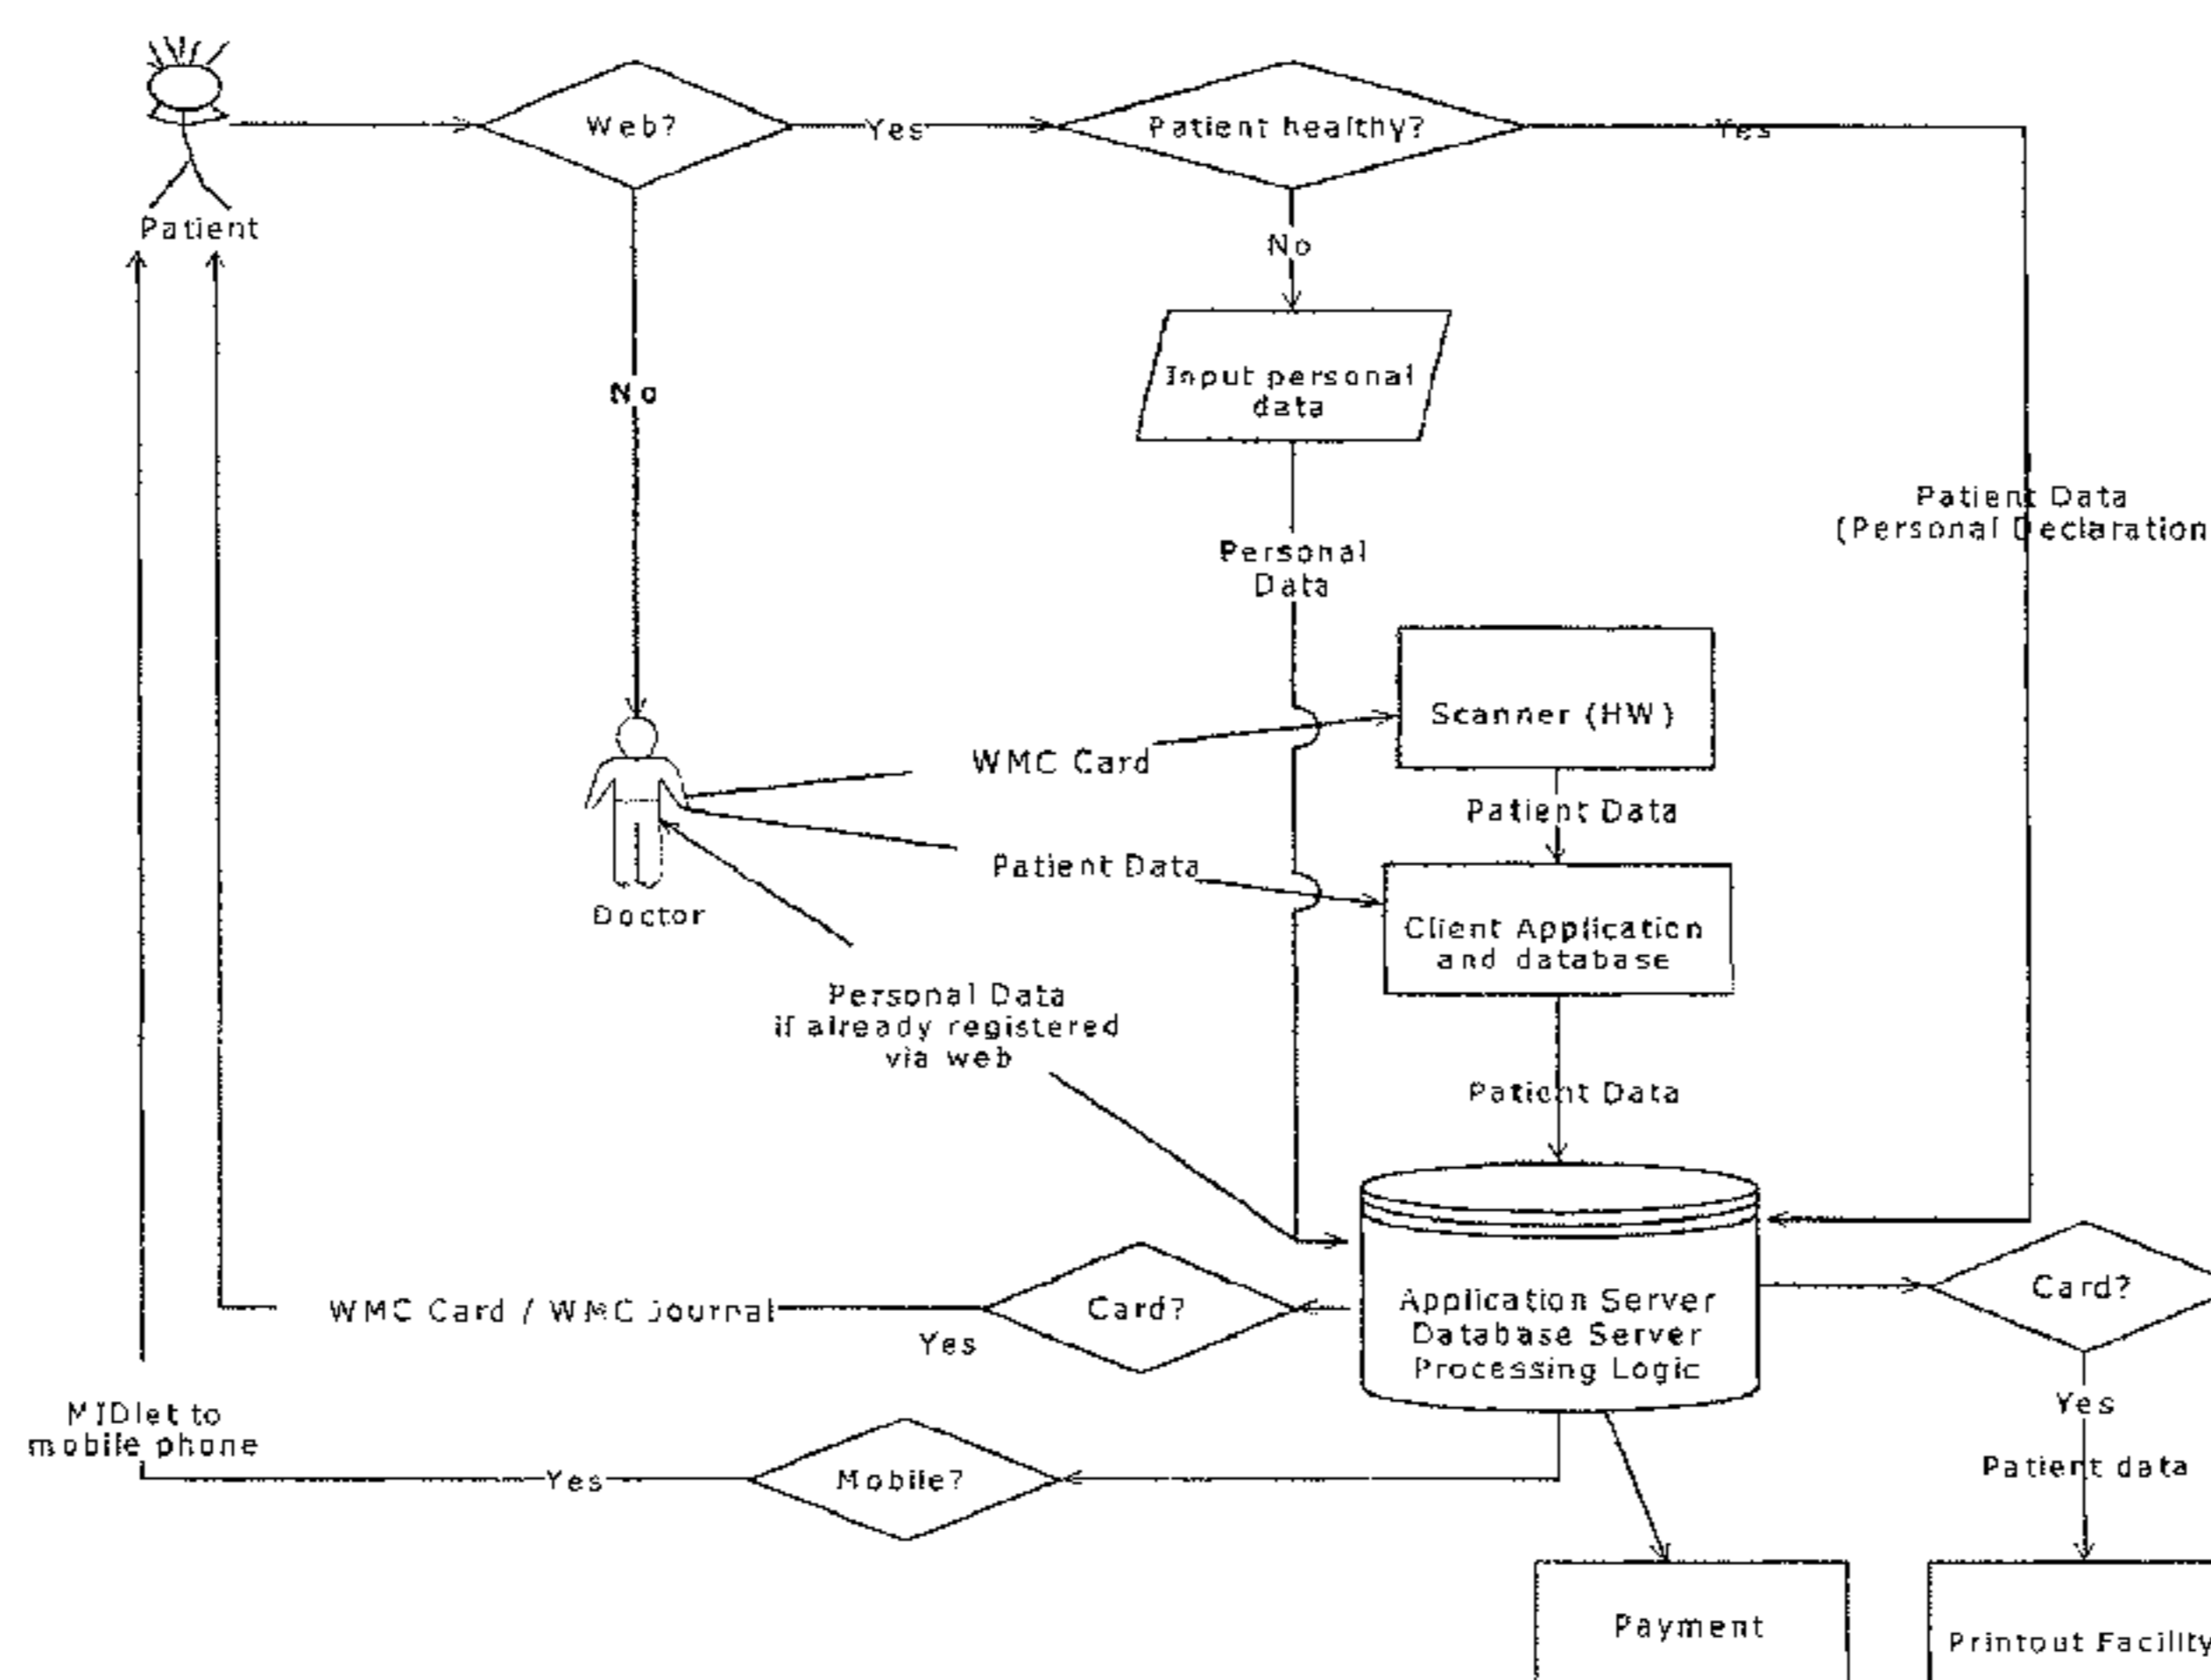 Web?
Yes
Patient healthy?
Yes
Patient
No
Input personal
data
No
Patient Data
(Personal Declaration
Personal
Data
Scanner (HW)
WMC Card
Patient Data
Patient Data
Doctor
Client Application
and database
Personal Data
if already registered
via web
Patient Data
Card?
Application Server
Database Server
Processing Logic
WMC Card / WMC Journal
Card?
Yes
Yes
MIDlet to
mobile phone
Patient data
Yes
Mobile?
Payment
Printout Facility